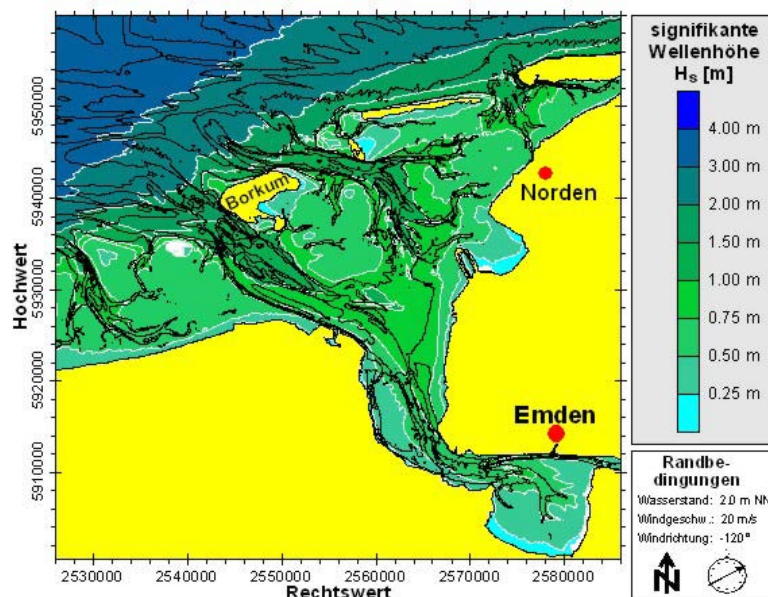 signifikante
Wellenhöhe
Hs [m]
4.00 m
3.00 m
2.00 m
1.50 m
1.00 m
0.75 m
0.50 m
0.25 m
Randbe-
dingungen
Wasserstand: 2.0 m NN
Windgeschw.: 20 m/s
Windrichtung: -120°
N
Borkum
Norden
Emden
Hochwert
5950000
5940000
5930000
5920000
5910000
2530000 2540000 2550000 2560000 2570000 2580000
Rechtswert